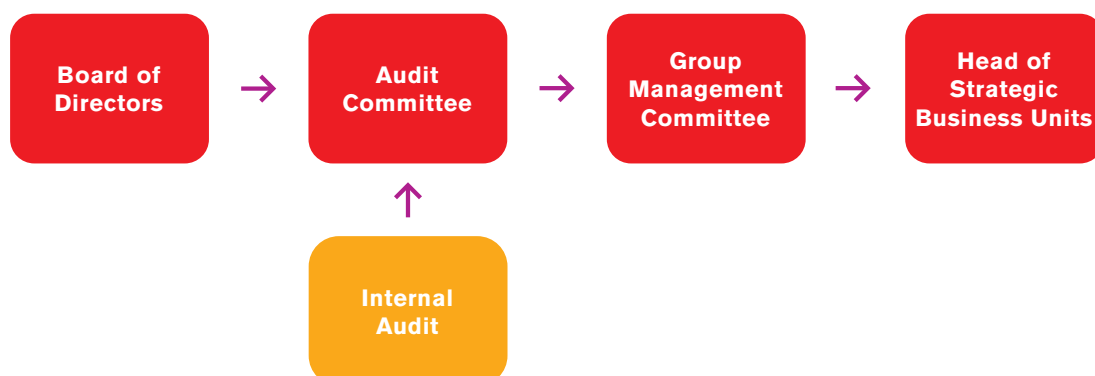 Board of
Directors
Audit
Committee
Group
Management
Committee
Head of
Strategic
Business Units
Internal
Audit